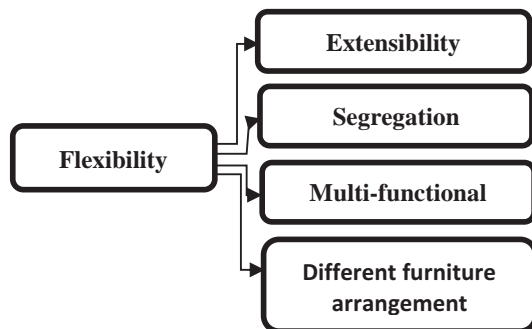 Extensibility
Segregation
Flexibility
Multi-functional
Different furniture
arrangement